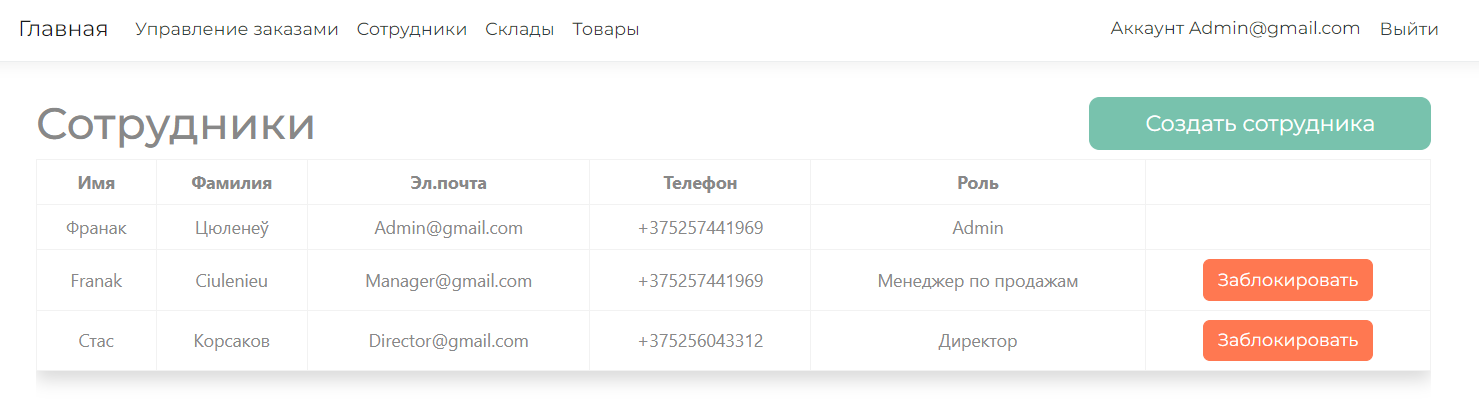 Главная Управление заказами Сотрудники Склады Товары Аккаунт Admin@gmail.com Выйти
Сотрудники Создать сотрудника
Имя Фамилия Эл.почта Телефон Роль
Франак Цюленеў Admin@gmail.com +375257441969 Admin
Franak Ciulenieu Manager@gmail.com +375257441969 Менеджер по продажам Заблокировать
Стас Корсаков Director@gmail.com +375256043312 Директор Заблокировать